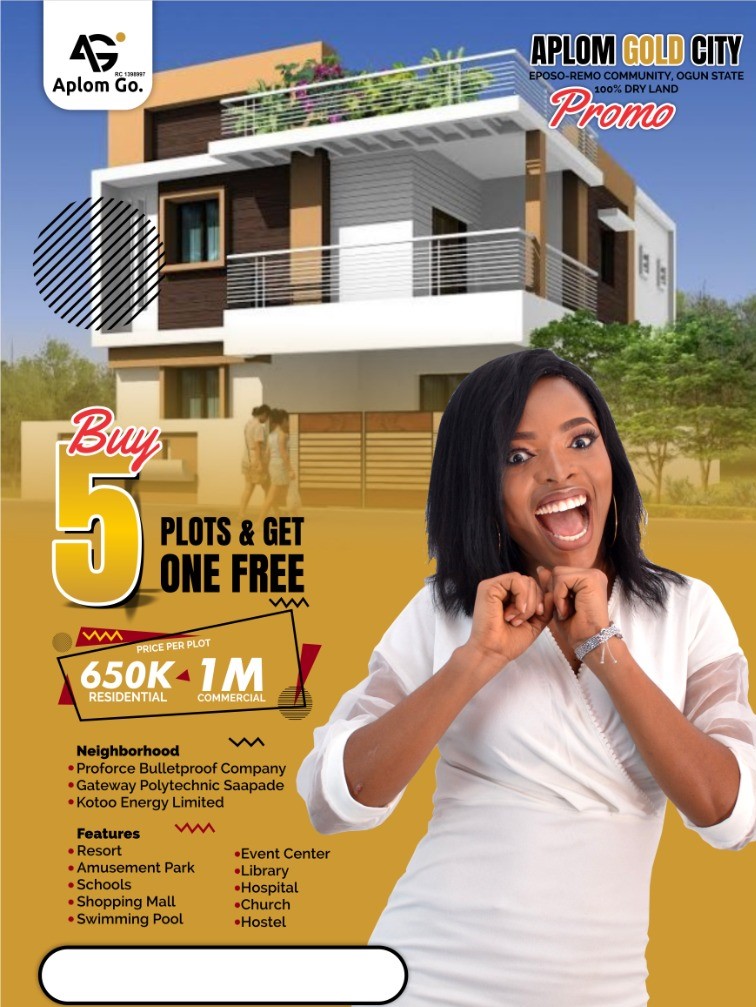 AG
RC 1398997
Aplom Go.
APLOM GOLD CITY
EPOSO-REMO COMMUNITY, OGUN STATE
100% DRY LAND
Promo
Buy
5
PLOTS & GET
ONE FREE
PRICE PER PLOT
650K
RESIDENTIAL
1M
COMMERCIAL
Neighborhood
• Proforce Bulletproof Company
• Gateway Polytechnic Saapade
• Kotoo Energy Limited
Features
• Resort
• Amusement Park
• Schools
• Shopping Mall
• Swimming Pool
• Event Center
• Library
• Hospital
• Church
• Hostel